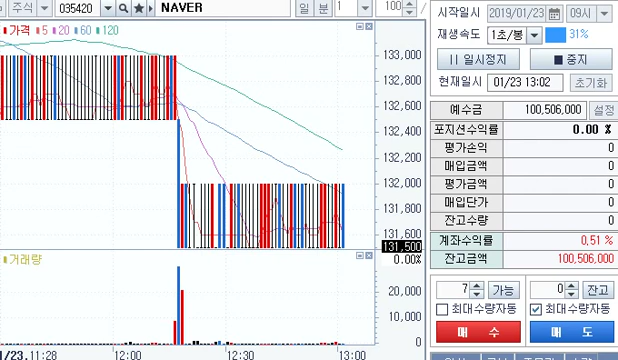 주식 035420 NAVER 일 분 1 100
가격 5 20 60 120
133,000
132,800
132,600
132,400
132,200
132,000
131,800
131,600
131,500
0.00%
거래량
20,000
10,000
0
1/23.11:28 12:00 12:30 13:00
시작일시 2019/01/23 09시
재생속도 1초/봉 31%
II 일시정지 ■ 중지
현재일시 01/23 13:02 초기화
예수금 100,506,000 설정
포지션수익률 0.00 %
평가손익 0
매입금액 0
평가금액 0
매입단가 0
잔고수량 0
계좌수익률 0.51 %
잔고금액 100,506,000
7 가능 0 잔고
최대수량자동 최대수량자동
매 수 매 도